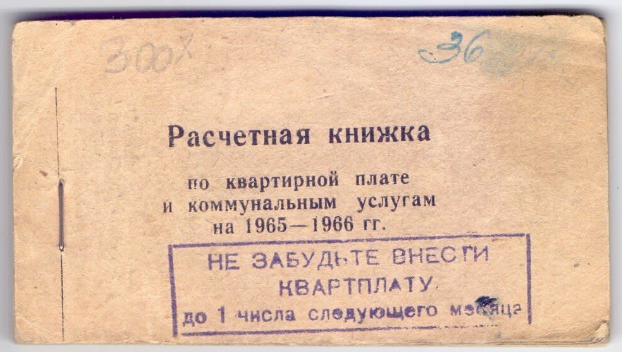 300х
36
Расчетная книжка
по квартирной плате
и коммунальным услугам
на 1965—1966 гг.
НЕ ЗАБУДЬТЕ ВНЕСТИ
КВАРТПЛАТУ
до 1 числа следующего месяца